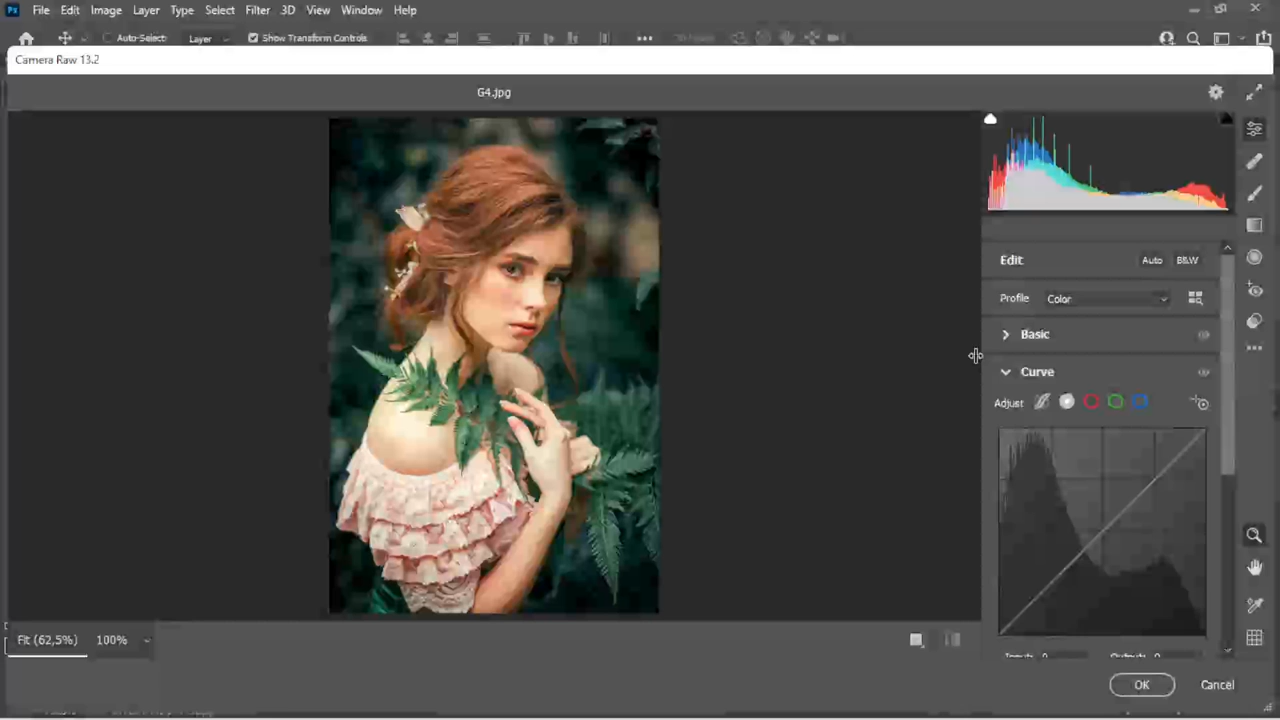 Ps File Edit Image Layer Type Select Filter 3D View Window Help
Auto-Select: Layer Show Transform Controls
Camera Raw 13.2
G4.jpg
Edit Auto B&W
Profile Color
Basic
Curve
Adjust
Fit (62,5%) 100%
OK Cancel